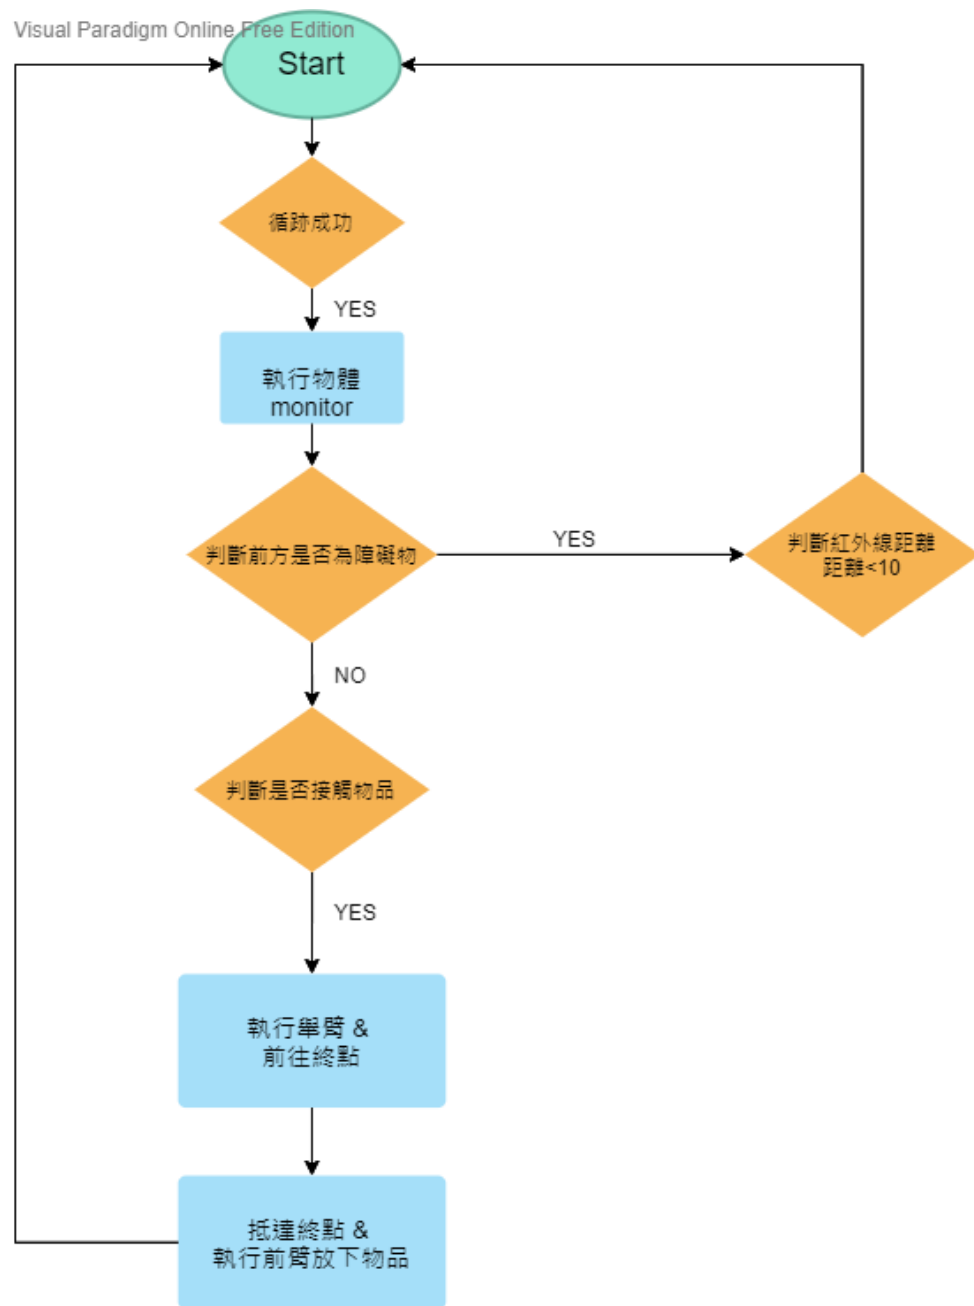 Visual Paradigm Online Free Edition
Start
循跡成功
YES
執行物體
monitor
判斷前方是否為障礙物
YES
判斷紅外線距離
距離<10
NO
判斷是否接觸物品
YES
執行舉臂 &
前往終點
抵達終點 &
執行前臂放下物品